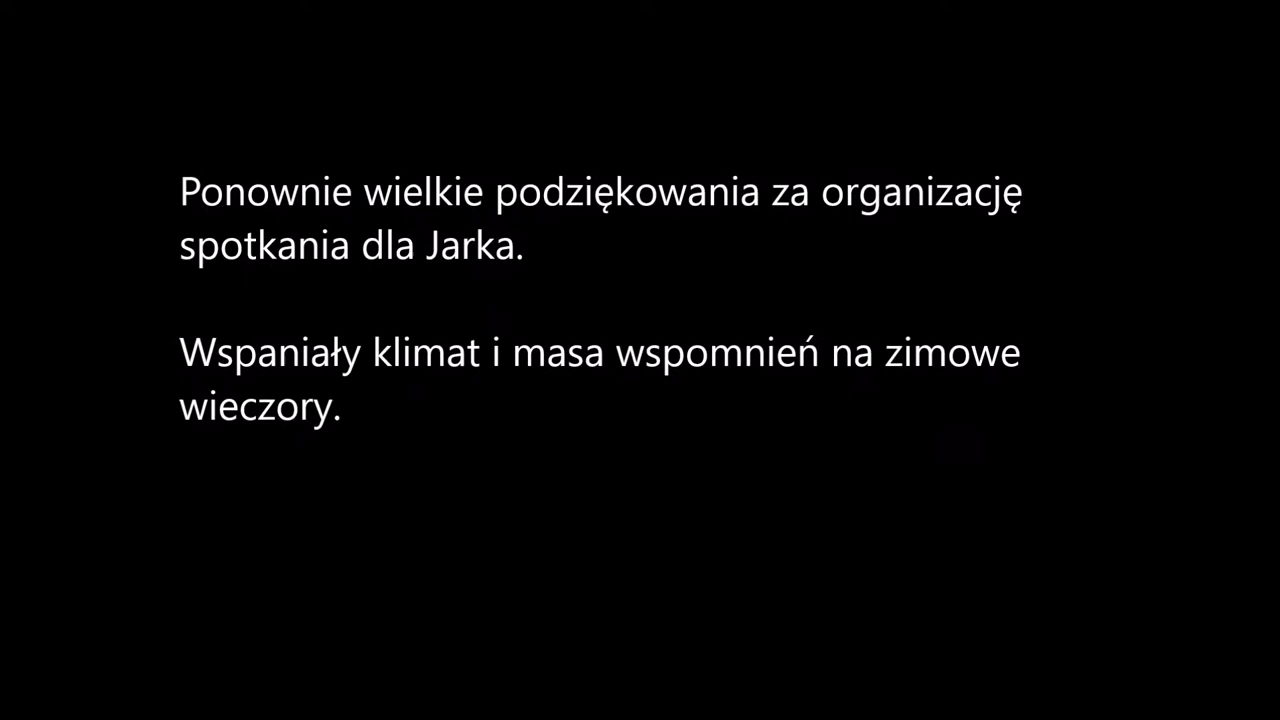 Ponownie wielkie podziękowania za organizację
spotkania dla Jarka.
Wspaniały klimat i masa wspomnień na zimowe
wieczory.